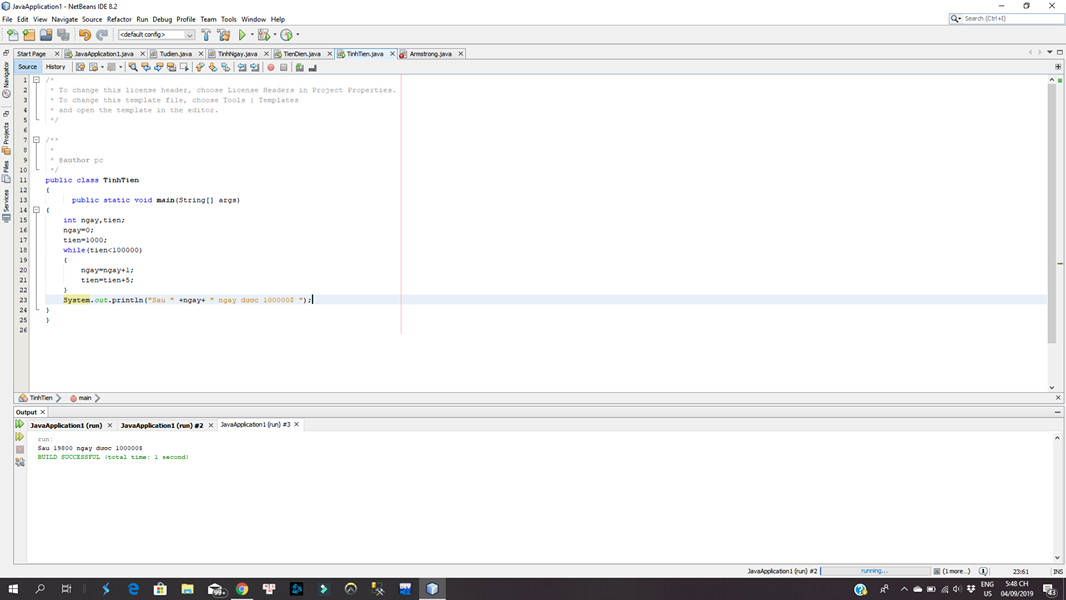 JavaApplication1 - NetBeans IDE 8.2
File Edit View Navigate Source Refactor Run Debug Profile Team Tools Window Help
Search (Ctrl+I)
<default config>
Start Page JavaApplication1.java Tudien.java TinhNgay.java TienDien.java TinhTien.java Armstrong.java
Source History
Navigator
Projects
Files
Services
1 /*
2 * To change this license header, choose License Headers in Project Properties.
3 * To change this template file, choose Tools | Templates
4 * and open the template in the editor.
5 */
6
7 /**
8 *
9 * @author pc
10 */
11 public class TinhTien
12 {
13 public static void main(String[] args)
14 {
15 int ngay,tien;
16 ngay=0;
17 tien=1000;
18 while(tien<100000)
19 {
20 ngay=ngay+1;
21 tien=tien+5;
22 }
23 System.out.println("Sau " +ngay+ " ngay duoc 100000$ ");
24 }
25 }
26
TinhTien main
Output
JavaApplication1 (run) JavaApplication1 (run) #2 JavaApplication1 (run) #3
run:
Sau 19800 ngay duoc 100000$
BUILD SUCCESSFUL (total time: 1 second)
JavaApplication1 (run) #2 running... (1 more...) 23:61 INS
99+
ENG
US
5:48 CH
04/09/2019
43